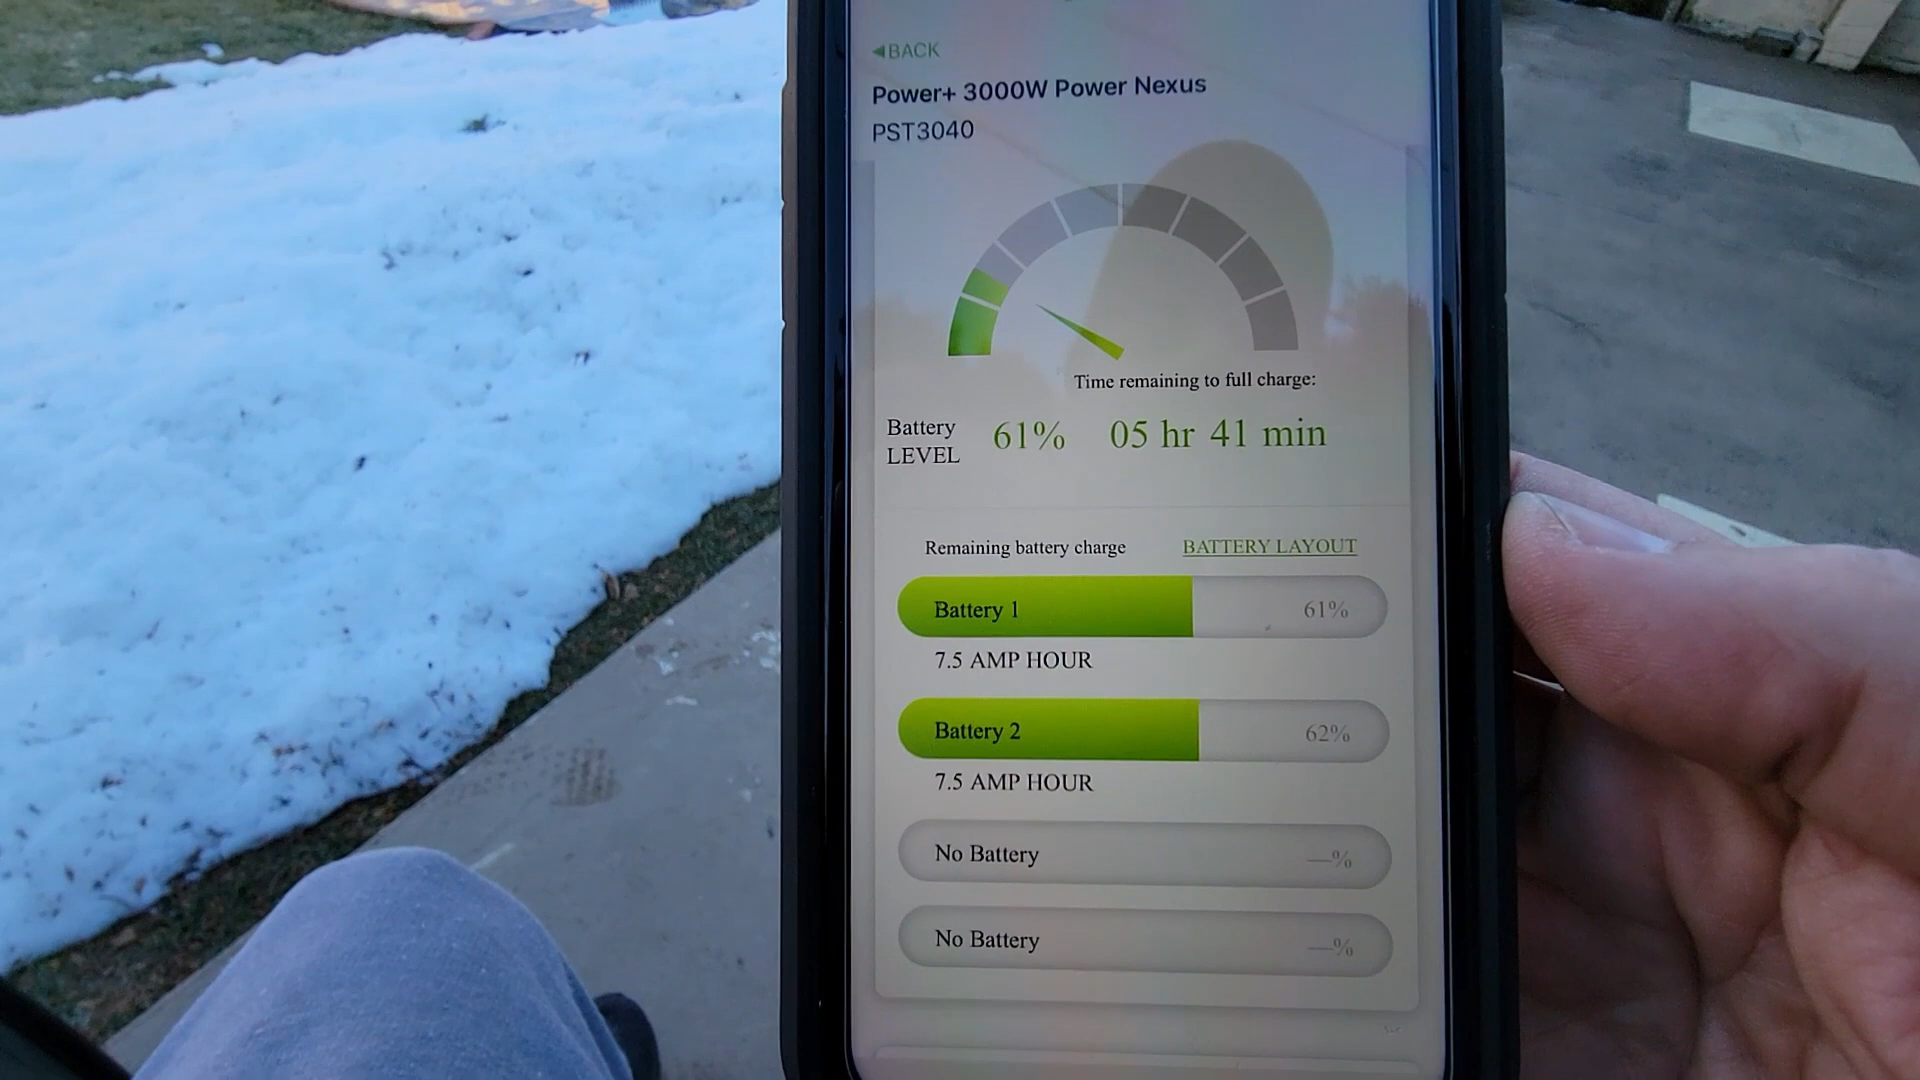 ◀BACK
Power+ 3000W Power Nexus
PST3040
Time remaining to full charge:
Battery LEVEL 61% 05 hr 41 min
Remaining battery charge BATTERY LAYOUT
Battery 1 61%
7.5 AMP HOUR
Battery 2 62%
7.5 AMP HOUR
No Battery —%
No Battery —%